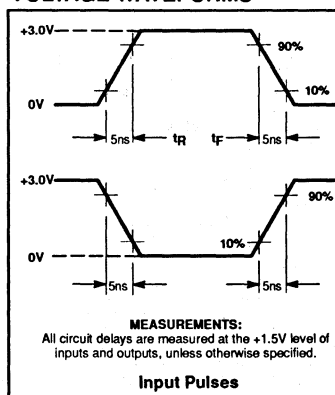 VOLTAGE WAVEFORMS
+3.0V
90%
10%
0V
5ns tR tF 5ns
+3.0V
90%
10%
0V
5ns 5ns
MEASUREMENTS:
All circuit delays are measured at the +1.5V level of
inputs and outputs, unless otherwise specified.
Input Pulses